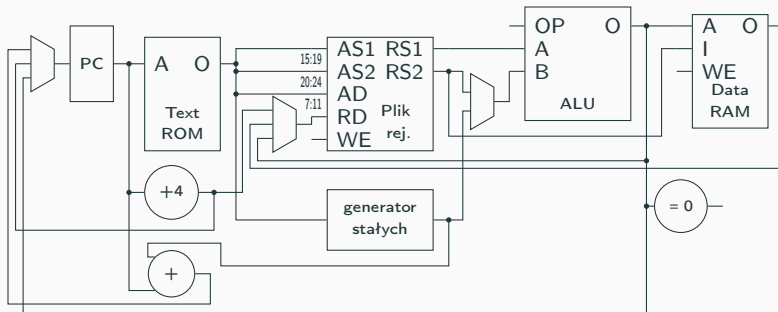 PC
A O
Text
ROM
15:19
20:24
7:11
AS1 RS1
AS2 RS2
AD
RD
WE
Plik
rej.
OP O
A
B
ALU
A O
I
WE
Data
RAM
+4
generator
stałych
= 0
+